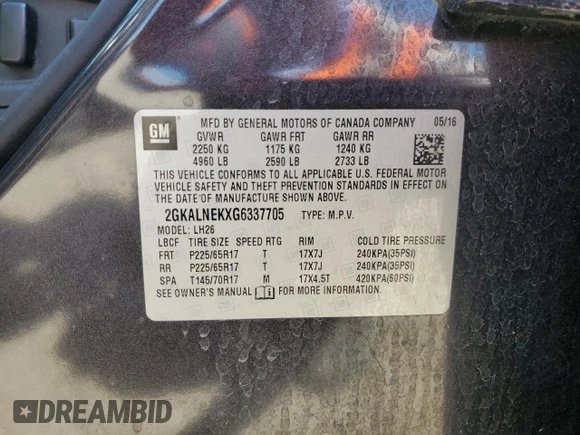 GM
MFD BY GENERAL MOTORS OF CANADA COMPANY 05/16
GVWR GAWR FRT GAWR RR
2250 KG 1175 KG 1240 KG
4960 LB 2590 LB 2733 LB
THIS VEHICLE CONFORMS TO ALL APPLICABLE U.S. FEDERAL MOTOR
VEHICLE SAFETY AND THEFT PREVENTION STANDARDS IN EFFECT ON
THE DATE OF MANUFACTURE SHOWN ABOVE.
2GKALNEKXG6337705 TYPE: M.P.V.
MODEL: LH26
LBCF TIRE SIZE SPEED RTG RIM COLD TIRE PRESSURE
FRT P225/65R17 T 17X7J 240KPA(35PSI)
RR P225/65R17 T 17X7J 240KPA(35PSI)
SPA T145/70R17 M 17X4.5T 420KPA(60PSI)
SEE OWNER'S MANUAL FOR MORE INFORMATION.
DREAMBID